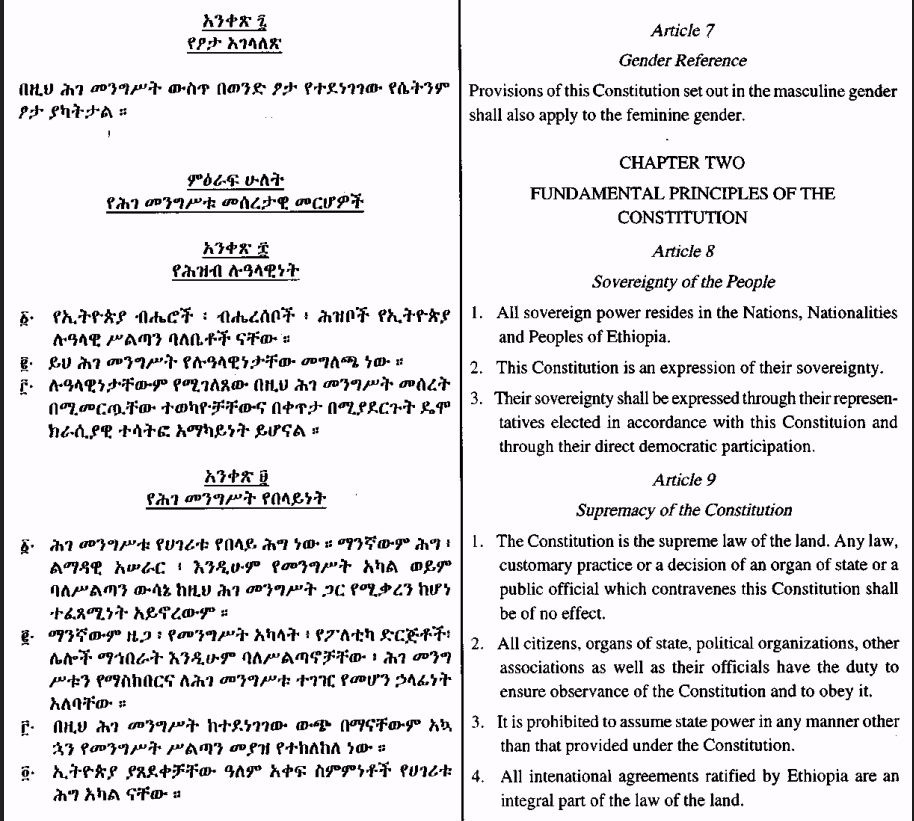 አንቀጽ ፯
የፆታ አገላለጽ
በዚህ ሕገ መንግሥት ውስጥ በወንድ ፆታ የተደነገገው የሴትንም
ፆታ ያካትታል ።
ምዕራፍ ሁለት
የሕገ መንግሥቱ መሰረታዊ መርሆዎች
አንቀጽ ፰
የሕዝብ ሉዓላዊነት
፩· የኢትዮጵያ ብሔሮች ፣ ብሔረሰቦች ፣ ሕዝቦች የኢትዮጵያ
ሉዓላዊ ሥልጣን ባለቤቶች ናቸው ።
፪· ይህ ሕገ መንግሥት የሉዓላዊነታቸው መግለጫ ነው ።
፫· ሉዓላዊነታቸውም የሚገለጸው በዚህ ሕገ መንግሥት መሰረት
በሚመርጧቸው ተወካዮቻቸውና በቀጥታ በሚያደርጉት ዴሞ
ክራሲያዊ ተሳትፎ አማካይነት ይሆናል ።
አንቀጽ ፱
የሕገ መንግሥት የበላይነት
፩· ሕገ መንግሥቱ የሀገሪቱ የበላይ ሕግ ነው ። ማንኛውም ሕግ ፣
ልማዳዊ አሠራር ፣ እንዲሁም የመንግሥት አካል ወይም
ባለሥልጣን ውሳኔ ከዚህ ሕገ መንግሥት ጋር የሚቃረን ከሆነ
ተፈጻሚነት አይኖረውም ።
፪· ማንኛውም ዜጋ ፣ የመንግሥት አካላት ፣ የፖለቲካ ድርጅቶች፣
ሌሎች ማኅበራት እንዲሁም ባለሥልጣኖቻቸው ፣ ሕገ መንግ
ሥቱን የማስከበርና ለሕገ መንግሥቱ ተገዢ የመሆን ኃላፊነት
አለባቸው ።
፫· በዚህ ሕገ መንግሥት ከተደነገገው ውጭ በማናቸውም አኳ
ኋን የመንግሥት ሥልጣን መያዝ የተከለከለ ነው ።
፬· ኢትዮጵያ ያጸደቀቻቸው ዓለም አቀፍ ስምምነቶች የሀገሪቱ
ሕግ አካል ናቸው ።
Article 7
Gender Reference
Provisions of this Constitution set out in the masculine gender
shall also apply to the feminine gender.
CHAPTER TWO
FUNDAMENTAL PRINCIPLES OF THE
CONSTITUTION
Article 8
Sovereignty of the People
1. All sovereign power resides in the Nations, Nationalities
and Peoples of Ethiopia.
2. This Constitution is an expression of their sovereignty.
3. Their sovereignty shall be expressed through their represen-
tatives elected in accordance with this Constituion and
through their direct democratic participation.
Article 9
Supremacy of the Constitution
1. The Constitution is the supreme law of the land. Any law,
customary practice or a decision of an organ of state or a
public official which contravenes this Constitution shall
be of no effect.
2. All citizens, organs of state, political organizations, other
associations as well as their officials have the duty to
ensure observance of the Constitution and to obey it.
3. It is prohibited to assume state power in any manner other
than that provided under the Constitution.
4. All intenational agreements ratified by Ethiopia are an
integral part of the law of the land.